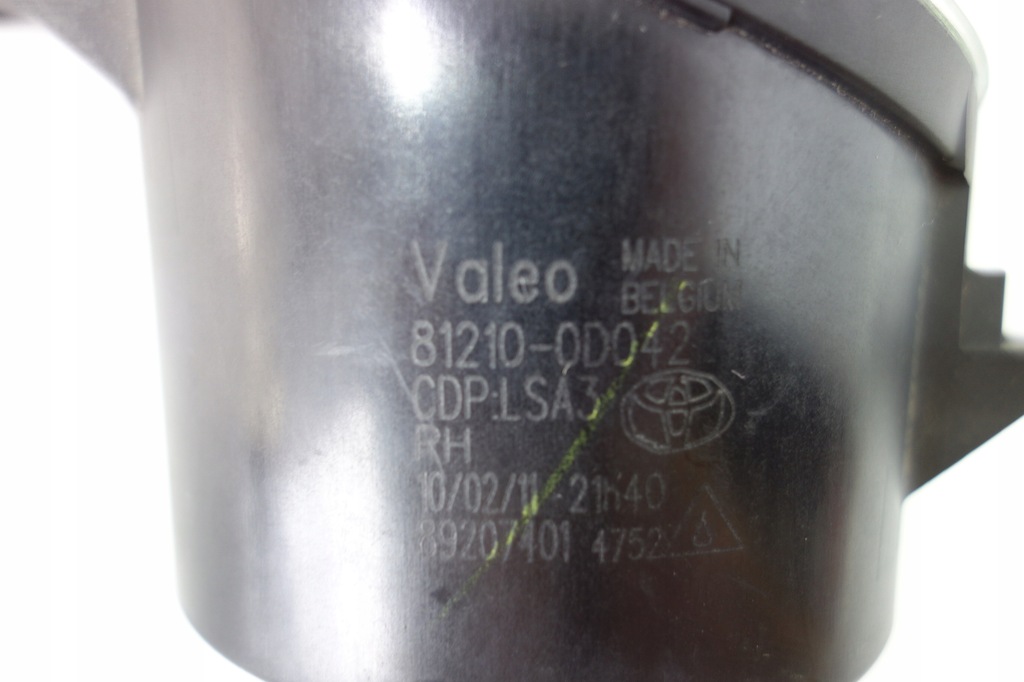 Valeo
MADE IN
BELGIUM
81210-0D042
CDP:LSA3
RH
10/02/11 21h40
89207401 4752